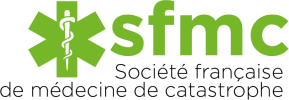 sfmc
Société française
de médecine de catastrophe